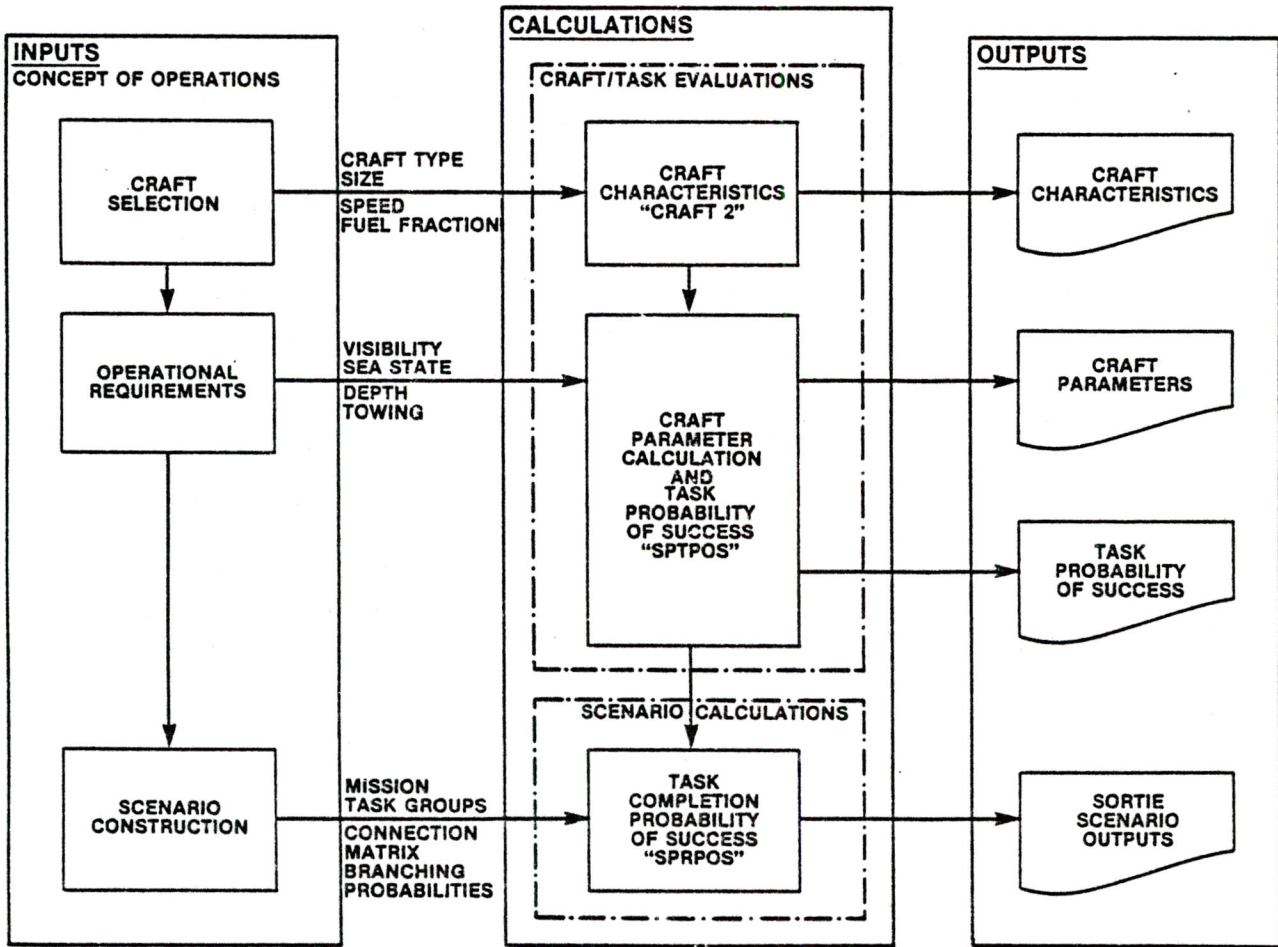 INPUTS
CONCEPT OF OPERATIONS
CRAFT
SELECTION
OPERATIONAL
REQUIREMENTS
SCENARIO
CONSTRUCTION
CRAFT TYPE
SIZE
SPEED
FUEL FRACTION
VISIBILITY
SEA STATE
DEPTH
TOWING
MISSION
TASK GROUPS
CONNECTION
MATRIX
BRANCHING
PROBABILITIES
CALCULATIONS
CRAFT/TASK EVALUATIONS
CRAFT
CHARACTERISTICS
"CRAFT 2"
CRAFT
PARAMETER
CALCULATION
AND
TASK
PROBABILITY
OF SUCCESS
"SPTPOS"
SCENARIO CALCULATIONS
TASK
COMPLETION
PROBABILITY
OF SUCCESS
"SPRPOS"
OUTPUTS
CRAFT
CHARACTERISTICS
CRAFT
PARAMETERS
TASK
PROBABILITY
OF SUCCESS
SORTIE
SCENARIO
OUTPUTS